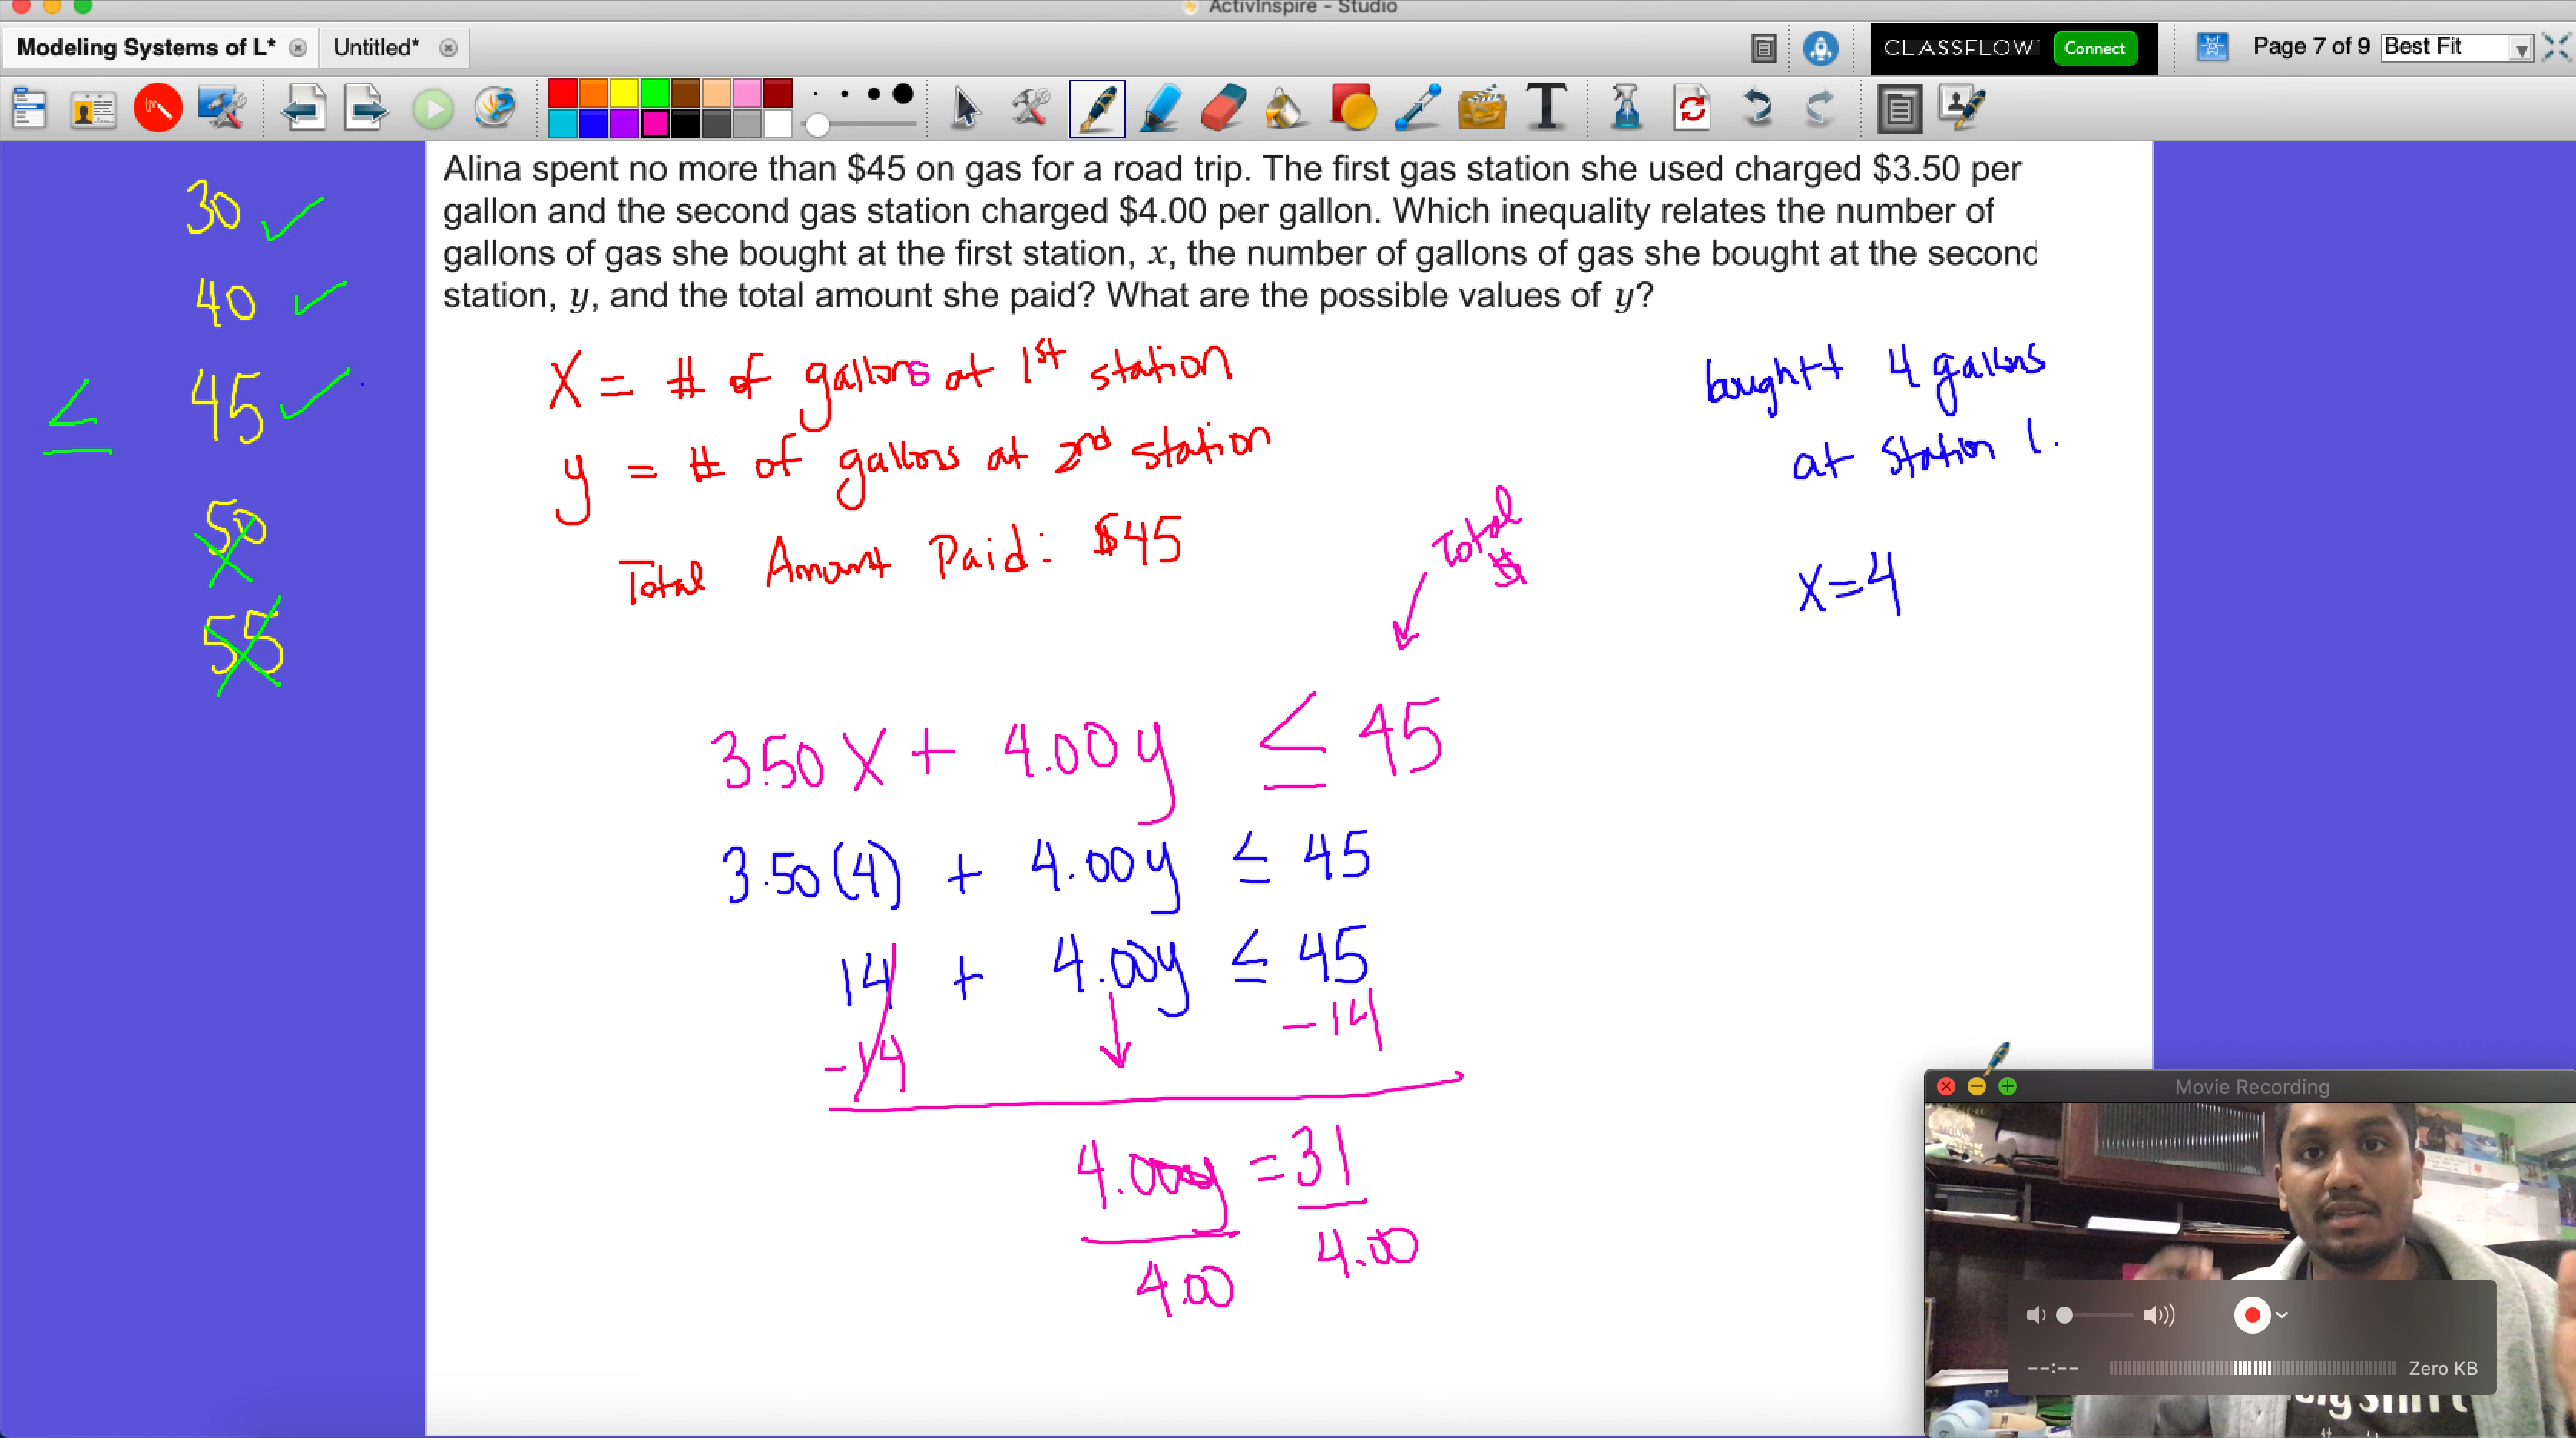 ActivInspire - Studio
Modeling Systems of L*
Untitled*
CLASSFLOW
Connect
Page 7 of 9
Best Fit
T
Alina spent no more than $45 on gas for a road trip. The first gas station she used charged $3.50 per
gallon and the second gas station charged $4.00 per gallon. Which inequality relates the number of
gallons of gas she bought at the first station, x, the number of gallons of gas she bought at the second
station, y, and the total amount she paid? What are the possible values of y?
30 ✓
40 ✓
≤ 45 ✓
50
55
X = # of gallons at 1st station
y = # of gallons at 2nd station
Total Amount Paid: $45
bought 4 gallons
at Station 1.
x=4
Total
$
3.50 X + 4.00 y ≤ 45
3.50(4) + 4.00y ≤ 45
14 + 4.00y ≤ 45
-14 -14
4.00y = 31
4.00 4.00
Movie Recording
--:--
Zero KB